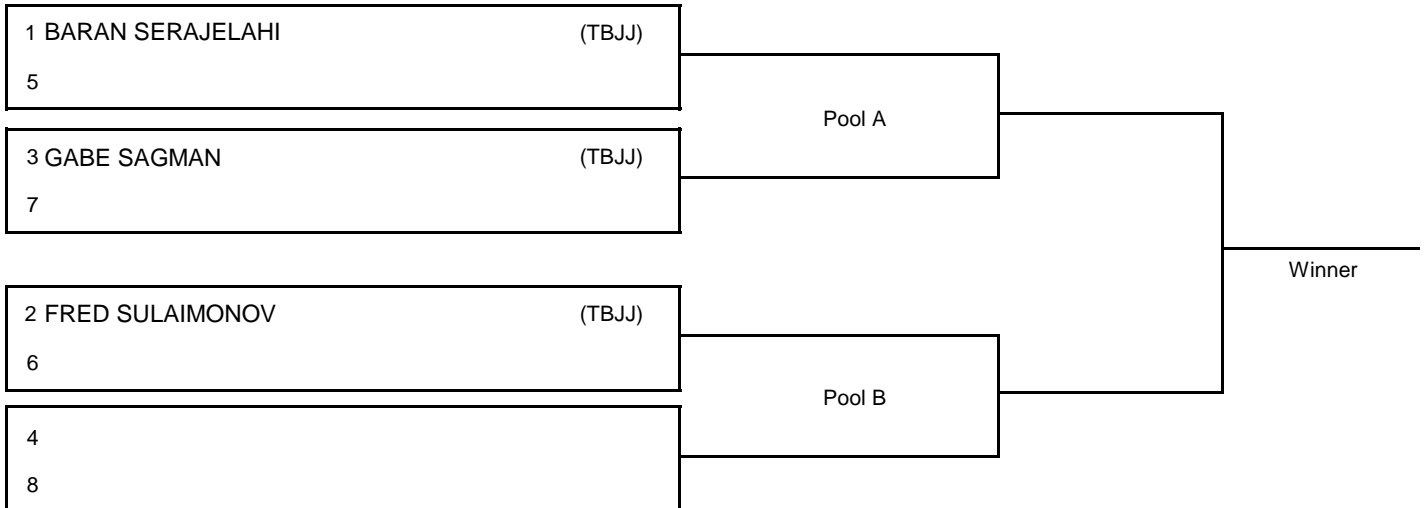 1 BARAN SERAJELAHI (TBJJ)
5
Pool A
3 GABE SAGMAN (TBJJ)
7
Winner
2 FRED SULAIMONOV (TBJJ)
6
Pool B
4
8